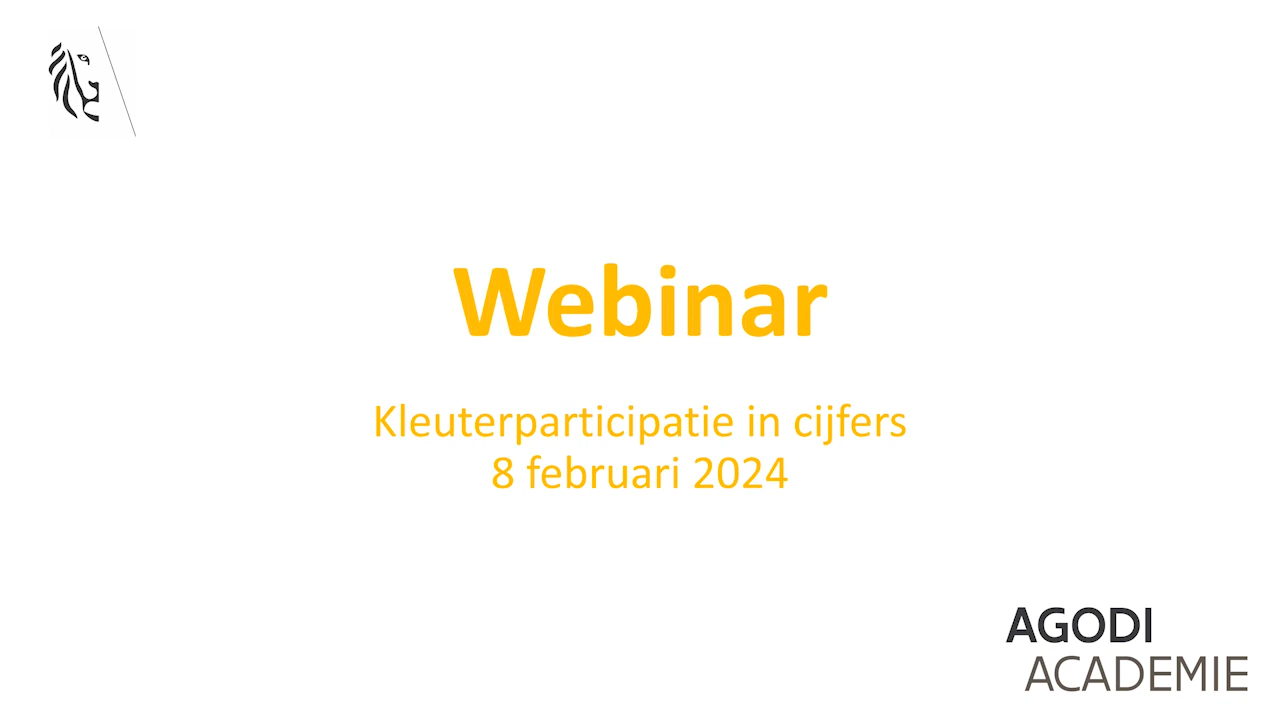 Webinar
Kleuterparticipatie in cijfers
8 februari 2024
AGODI
ACADEMIE